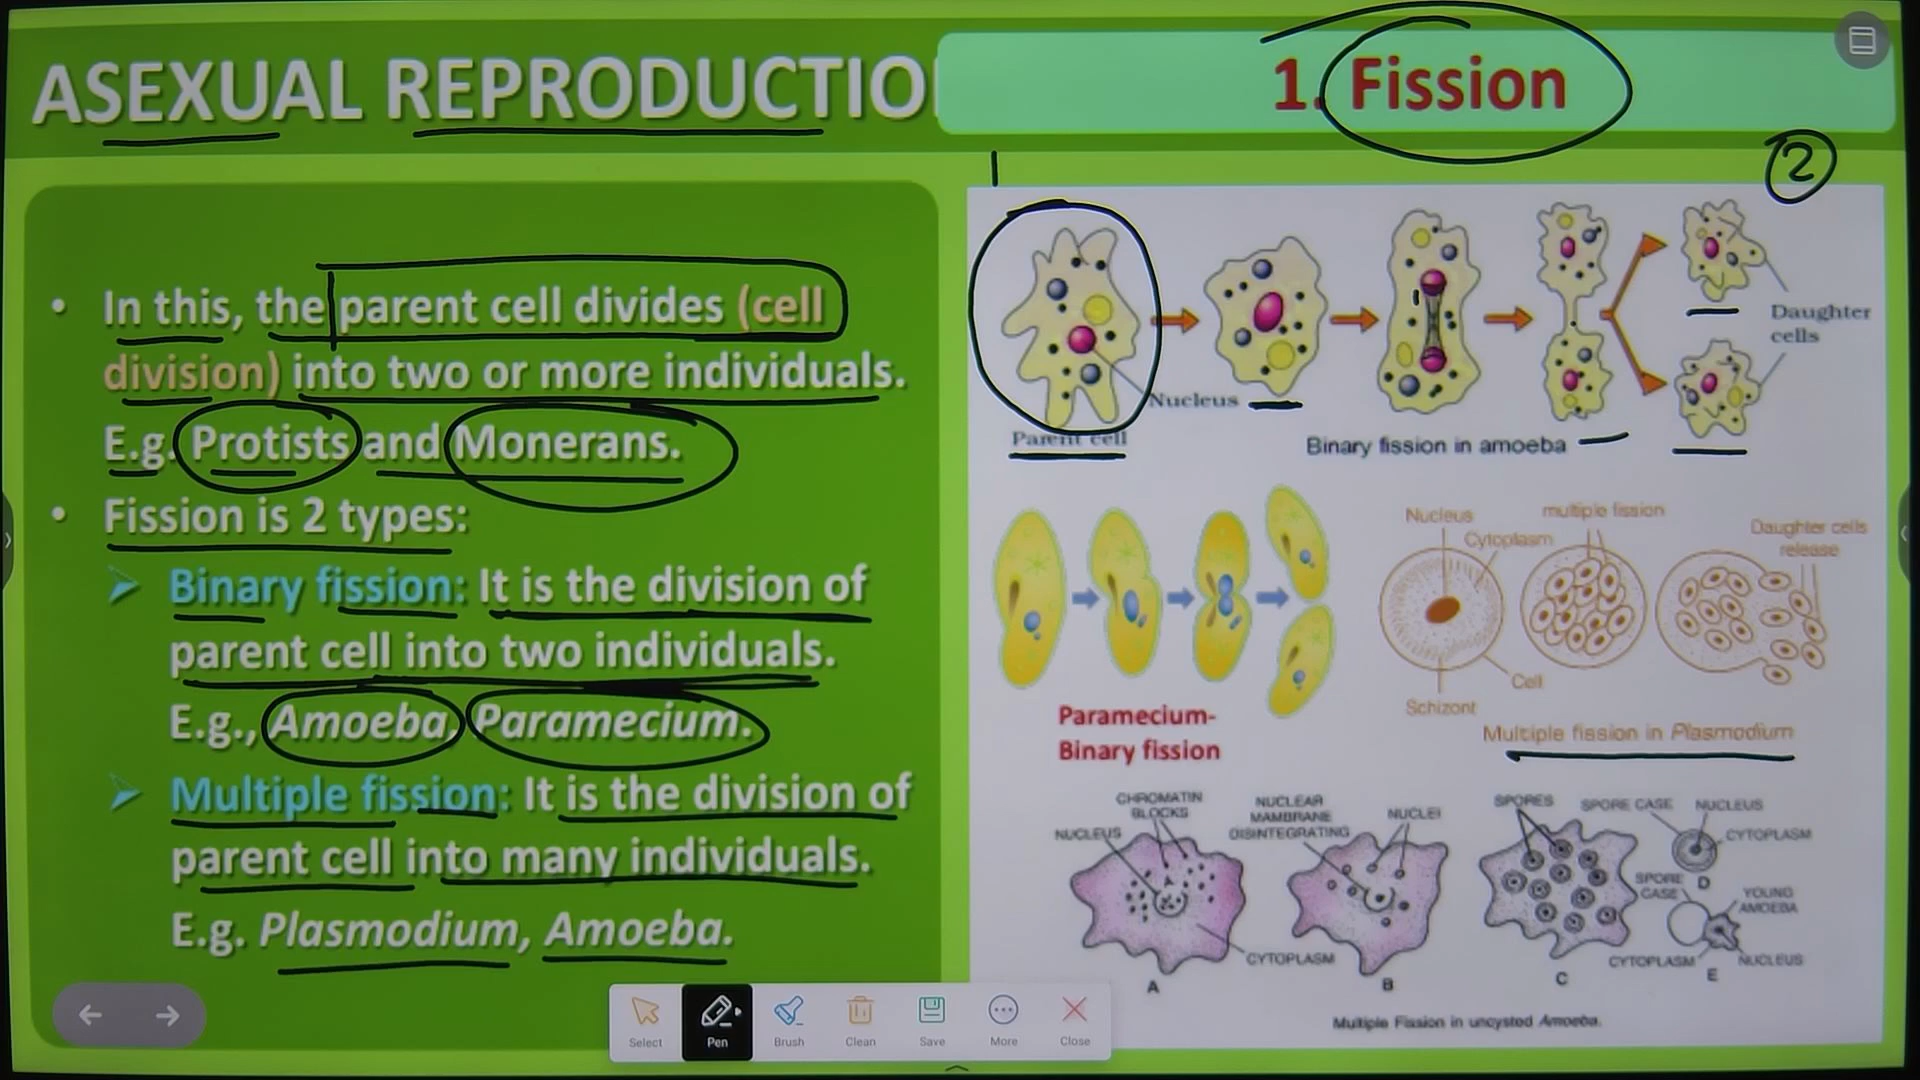 ASEXUAL REPRODUCTIO
1. Fission
2
• In this, the parent cell divides (cell
division) into two or more individuals.
E.g. Protists and Monerans.
• Fission is 2 types:
Binary fission: It is the division of
parent cell into two individuals.
E.g., Amoeba, Paramecium.
Multiple fission: It is the division of
parent cell into many individuals.
E.g. Plasmodium, Amoeba.
Nucleus
Parent cell
Daughter
cells
Binary fission in amoeba
Paramecium-
Binary fission
Nucleus
Cytoplasm
multiple fission
Daughter cells
release
Cell
Schizont
Multiple fission in Plasmodium
CHROMATIN
BLOCKS
NUCLEUS
CYTOPLASM
A
NUCLEAR
MEMBRANE
DISINTEGRATING
NUCLEI
B
SPORES
C
SPORE CASE
NUCLEUS
CYTOPLASM
D
SPORE
CASE
YOUNG
AMOEBA
CYTOPLASM
NUCLEUS
E
Multiple Fission in uncysted Amoeba.
Select
Pen
Brush
Clean
Save
More
Close